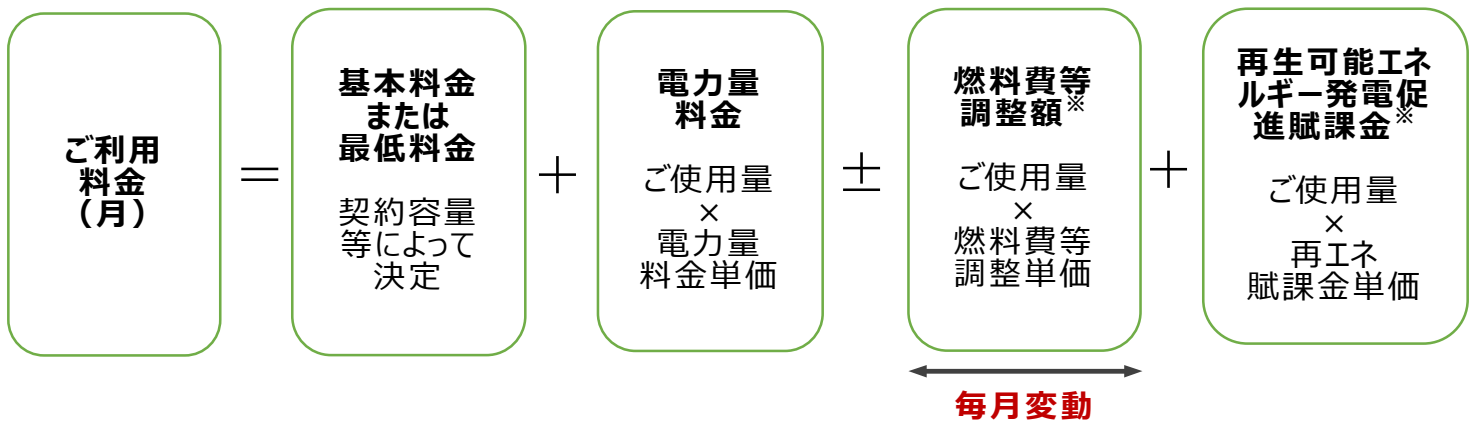 ご利用
料金
（月）
＝
基本料金
または
最低料金
契約容量
等によって
決定
＋
電力量
料金
ご使用量
×
電力量
料金単価
±
燃料費等
調整額※
ご使用量
×
燃料費等
調整単価
＋
再生可能エネ
ルギー発電促
進賦課金※
ご使用量
×
再エネ
賦課金単価
毎月変動